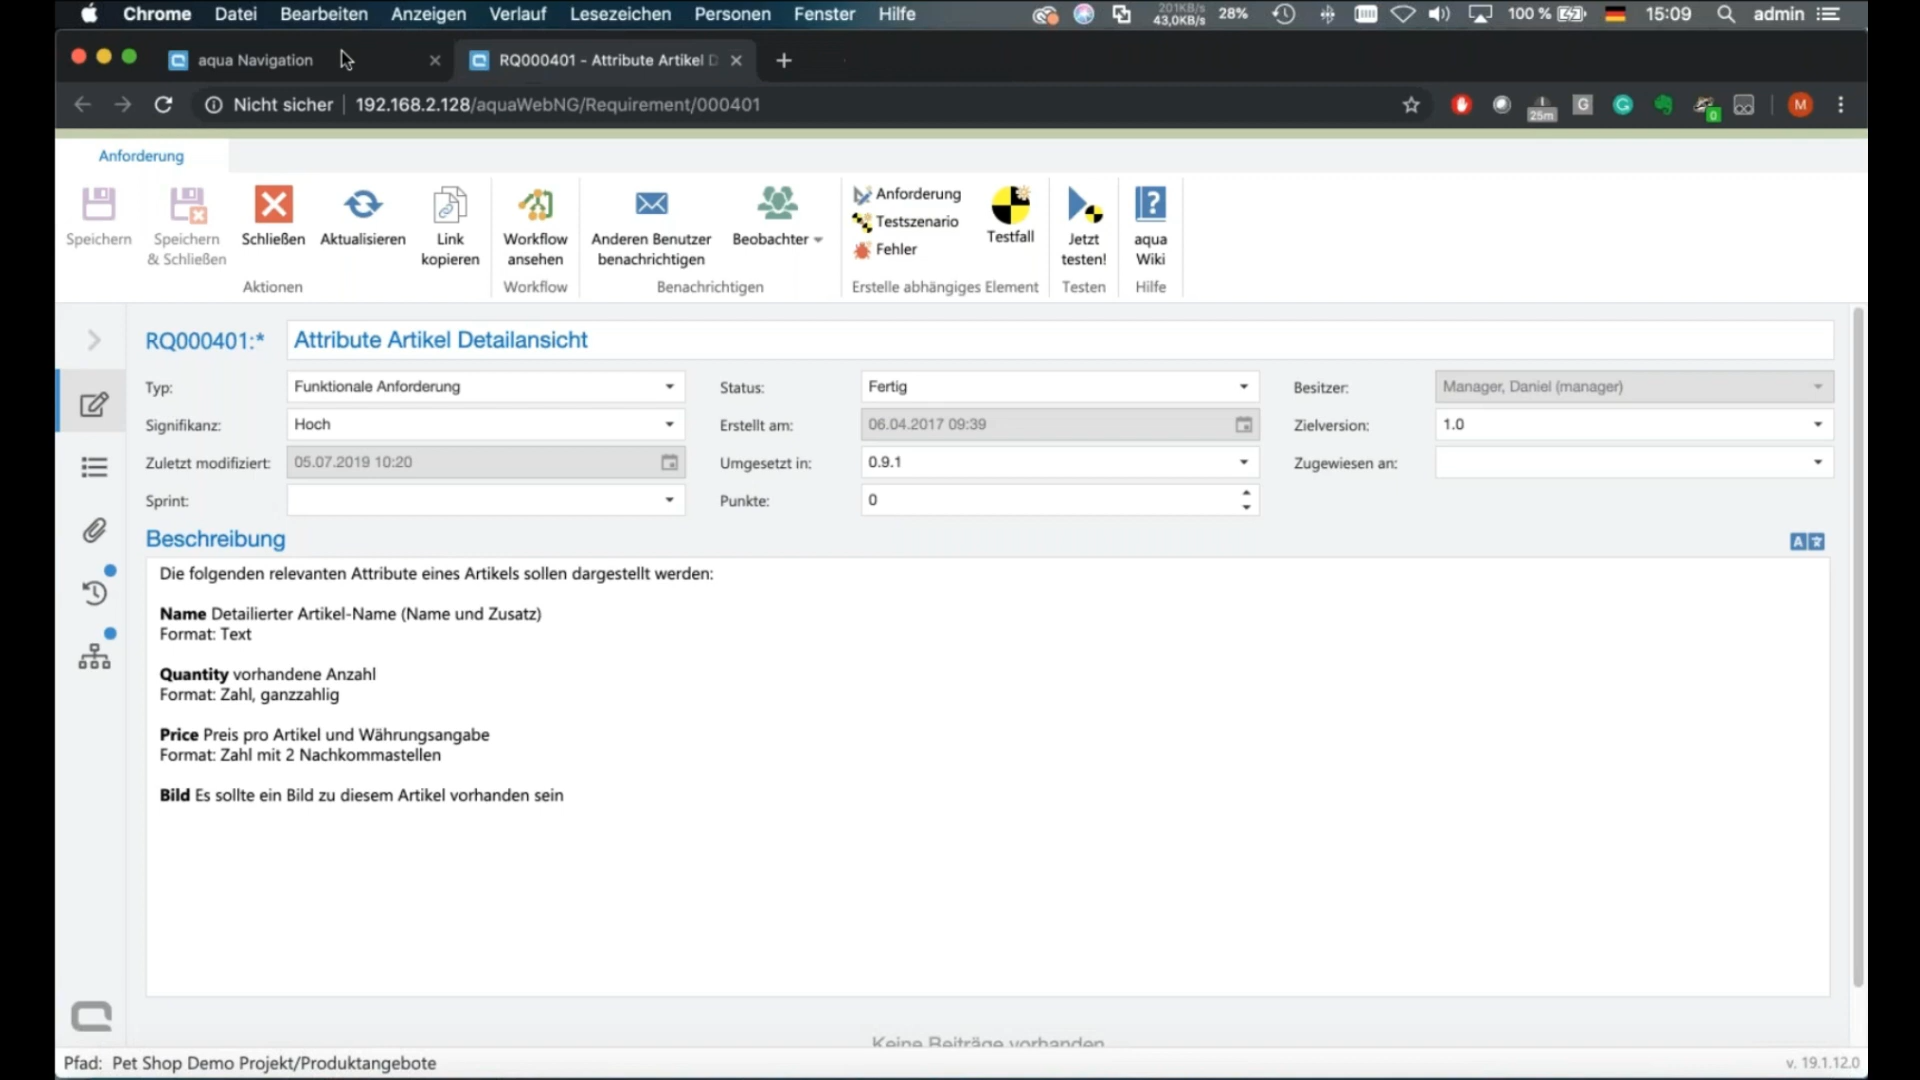 Chrome Datei Bearbeiten Anzeigen Verlauf Lesezeichen Personen Fenster Hilfe 201KB/s 43,0KB/s 28% 100 % 15:09 admin
aqua Navigation RQ000401 - Attribute Artikel D
Nicht sicher 192.168.2.128/aquaWebNG/Requirement/000401 25m G 0 M
Anforderung
Speichern
Speichern
& Schließen
Schließen
Aktualisieren
Link
kopieren
Aktionen
Workflow
ansehen
Workflow
Anderen Benutzer
benachrichtigen
Beobachter
Benachrichtigen
Anforderung
Testszenario
Fehler
Testfall
Erstelle abhängiges Element
Jetzt
testen!
Testen
?
aqua
Wiki
Hilfe
RQ000401:* Attribute Artikel Detailansicht
Typ: Funktionale Anforderung Status: Fertig Besitzer: Manager, Daniel (manager)
Signifikanz: Hoch Erstellt am: 06.04.2017 09:39 Zielversion: 1.0
Zuletzt modifiziert: 05.07.2019 10:20 Umgesetzt in: 0.9.1 Zugewiesen an:
Sprint: Punkte: 0
Beschreibung
Die folgenden relevanten Attribute eines Artikels sollen dargestellt werden:
Name Detailierter Artikel-Name (Name und Zusatz)
Format: Text
Quantity vorhandene Anzahl
Format: Zahl, ganzzahlig
Price Preis pro Artikel und Währungsangabe
Format: Zahl mit 2 Nachkommastellen
Bild Es sollte ein Bild zu diesem Artikel vorhanden sein
Keine Beiträge vorhanden
Pfad: Pet Shop Demo Projekt/Produktangebote v. 19.1.12.0